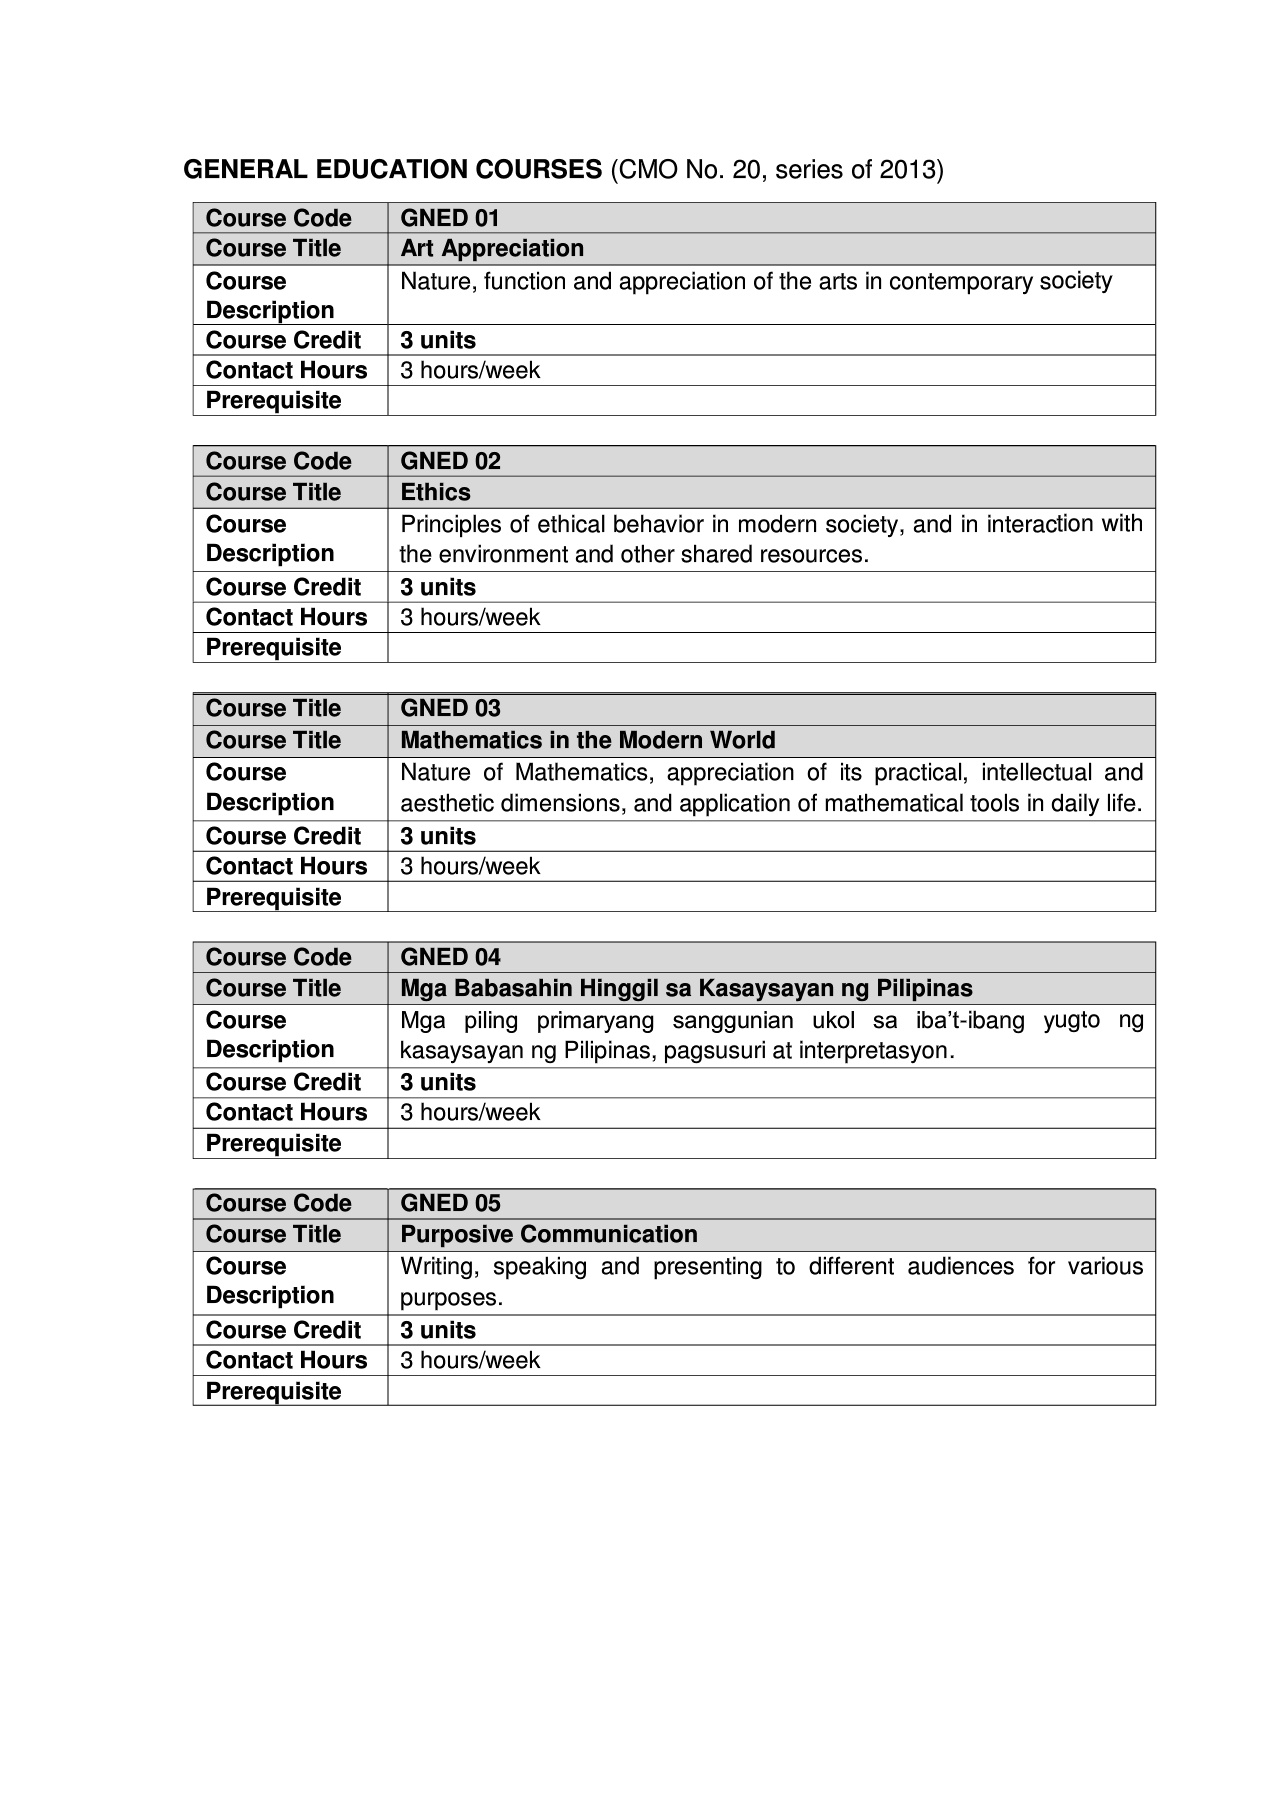 GENERAL EDUCATION COURSES (CMO No. 20, series of 2013)
Course Code GNED 01
Course Title Art Appreciation
Course Nature, function and appreciation of the arts in contemporary society
Description
Course Credit 3 units
Contact Hours 3 hours/week
Prerequisite
Course Code GNED 02
Course Title Ethics
Course Principles of ethical behavior in modern society, and in interaction with
Description the environment and other shared resources.
Course Credit 3 units
Contact Hours 3 hours/week
Prerequisite
Course Title GNED 03
Course Title Mathematics in the Modern World
Course Nature of Mathematics, appreciation of its practical, intellectual and
Description aesthetic dimensions, and application of mathematical tools in daily life.
Course Credit 3 units
Contact Hours 3 hours/week
Prerequisite
Course Code GNED 04
Course Title Mga Babasahin Hinggil sa Kasaysayan ng Pilipinas
Course Mga piling primaryang sanggunian ukol sa iba’t-ibang yugto ng
Description kasaysayan ng Pilipinas, pagsusuri at interpretasyon.
Course Credit 3 units
Contact Hours 3 hours/week
Prerequisite
Course Code GNED 05
Course Title Purposive Communication
Course Writing, speaking and presenting to different audiences for various
Description purposes.
Course Credit 3 units
Contact Hours 3 hours/week
Prerequisite